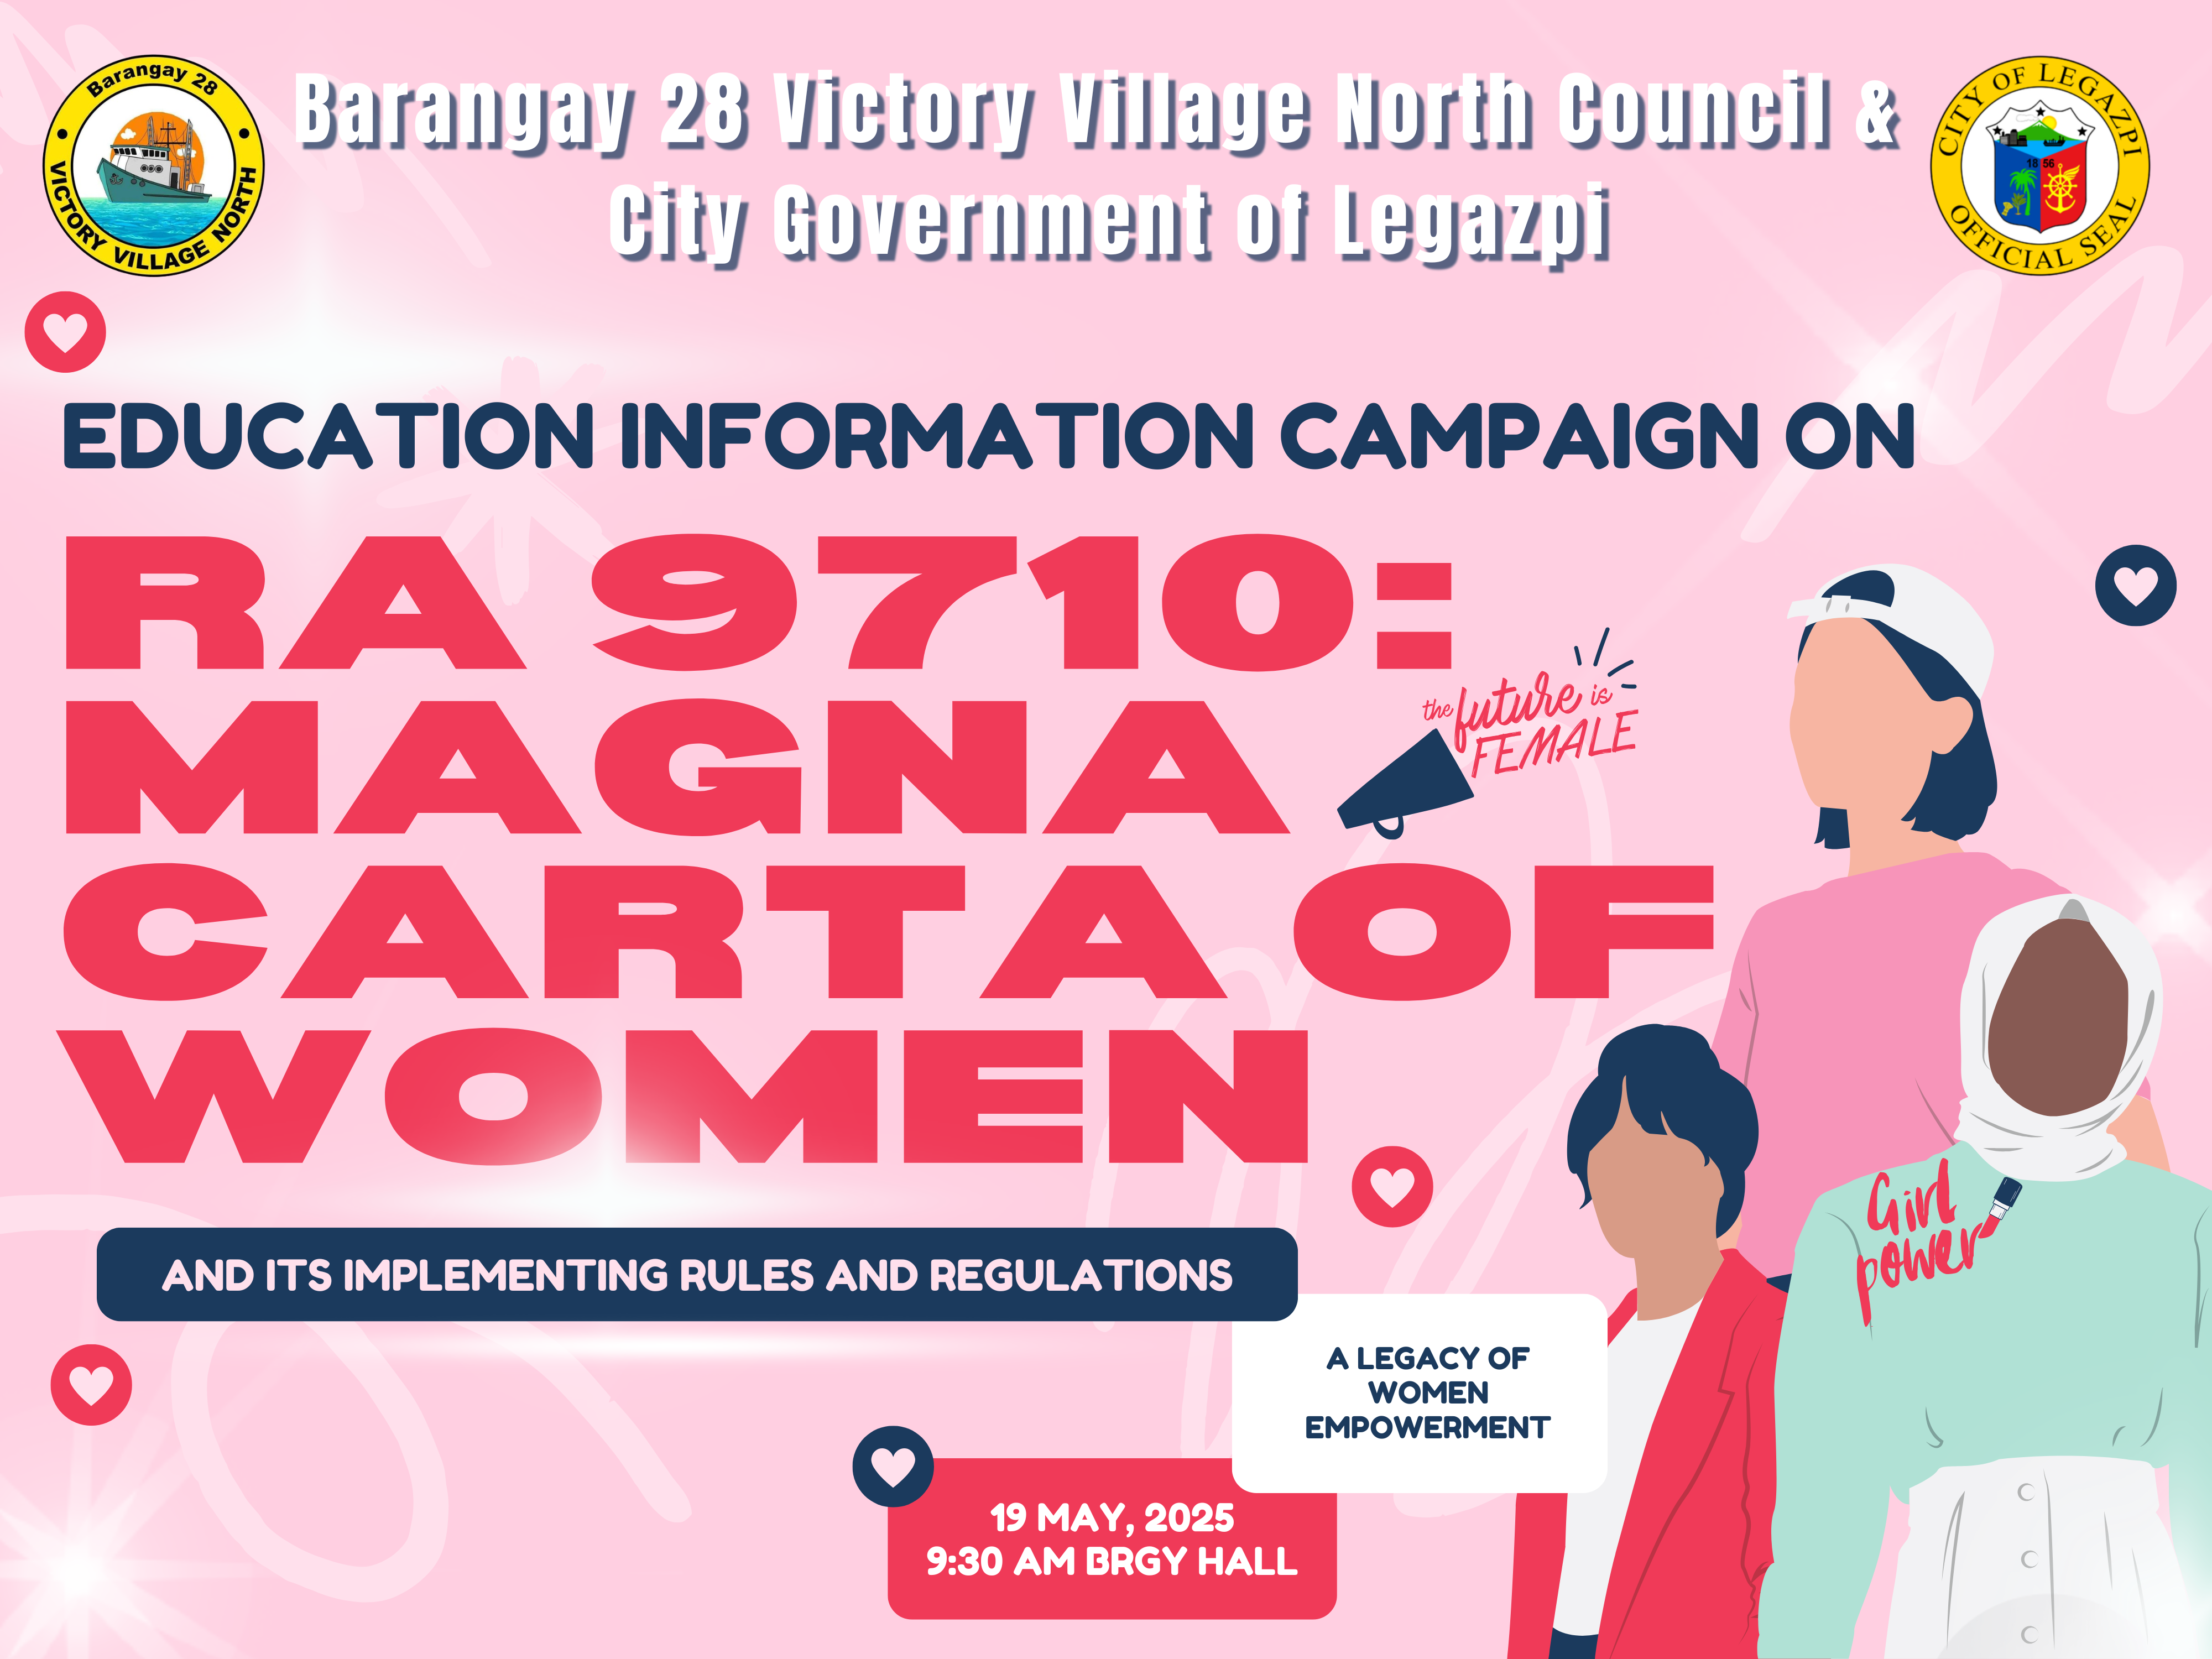 Barangay 28
VICTORY VILLAGE NORTH
Barangay 28 Victory Village North Council &
City Government of Legazpi
CITY OF LEGAZPI
1856
OFFICIAL SEAL
EDUCATION INFORMATION CAMPAIGN ON
RA 9710:
MAGNA
CARTA OF
WOMEN
the future is
FEMALE
Girl
power
AND ITS IMPLEMENTING RULES AND REGULATIONS
A LEGACY OF
WOMEN
EMPOWERMENT
19 MAY, 2025
9:30 AM BRGY HALL